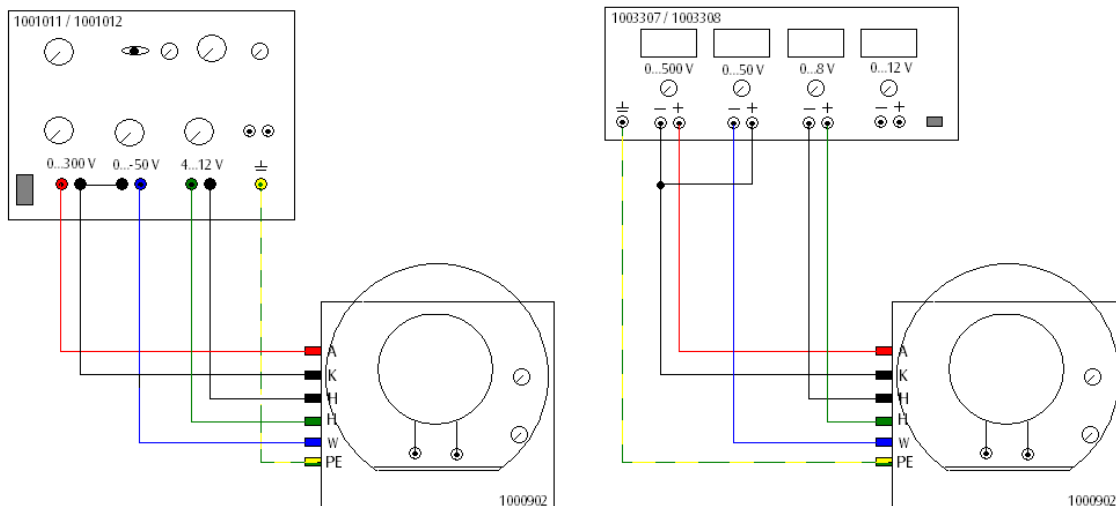 1001011 / 1001012
0...300 V 0...-50 V 4...12 V
A
K
H
H
W
PE
1000902
1003307 / 1003308
0...500 V 0...50 V 0...8 V 0...12 V
− + − + − + − +
A
K
H
H
W
PE
1000902